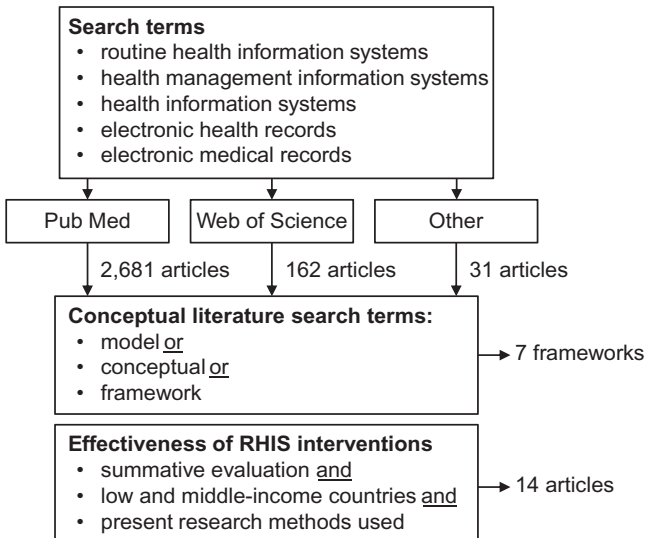 Search terms
• routine health information systems
• health management information systems
• health information systems
• electronic health records
• electronic medical records
Pub Med
Web of Science
Other
2,681 articles
162 articles
31 articles
Conceptual literature search terms:
• model or
• conceptual or
• framework
7 frameworks
Effectiveness of RHIS interventions
• summative evaluation and
• low and middle-income countries and
• present research methods used
14 articles